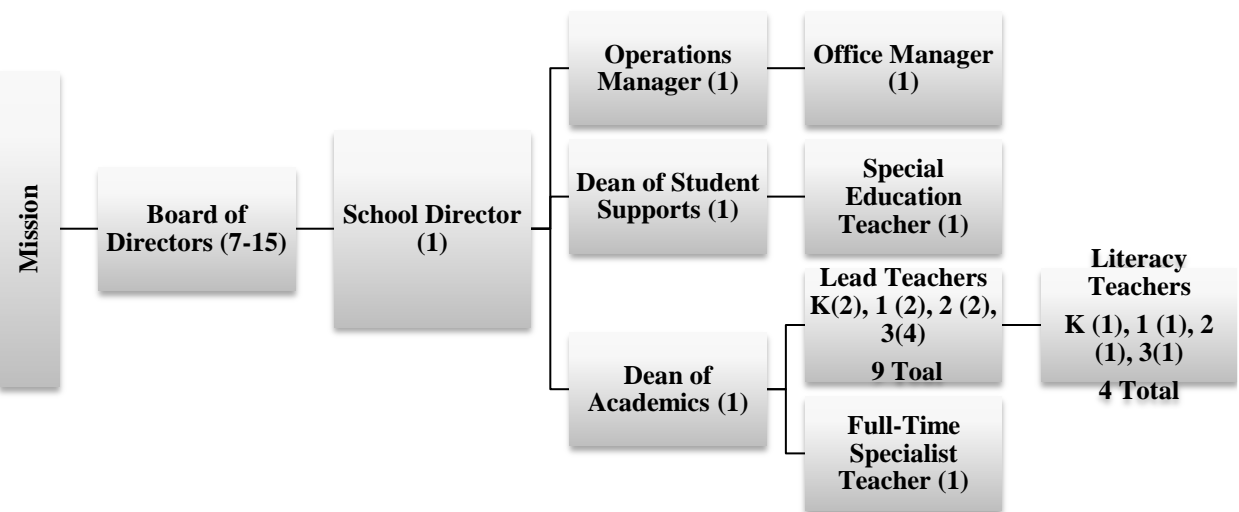 Mission
Board of
Directors (7-15)
School Director
(1)
Operations
Manager (1)
Office Manager
(1)
Dean of Student
Supports (1)
Special
Education
Teacher (1)
Dean of
Academics (1)
Lead Teachers
K(2), 1 (2), 2 (2),
3(4)
9 Toal
Literacy
Teachers
K (1), 1 (1), 2
(1), 3(1)
4 Total
Full-Time
Specialist
Teacher (1)